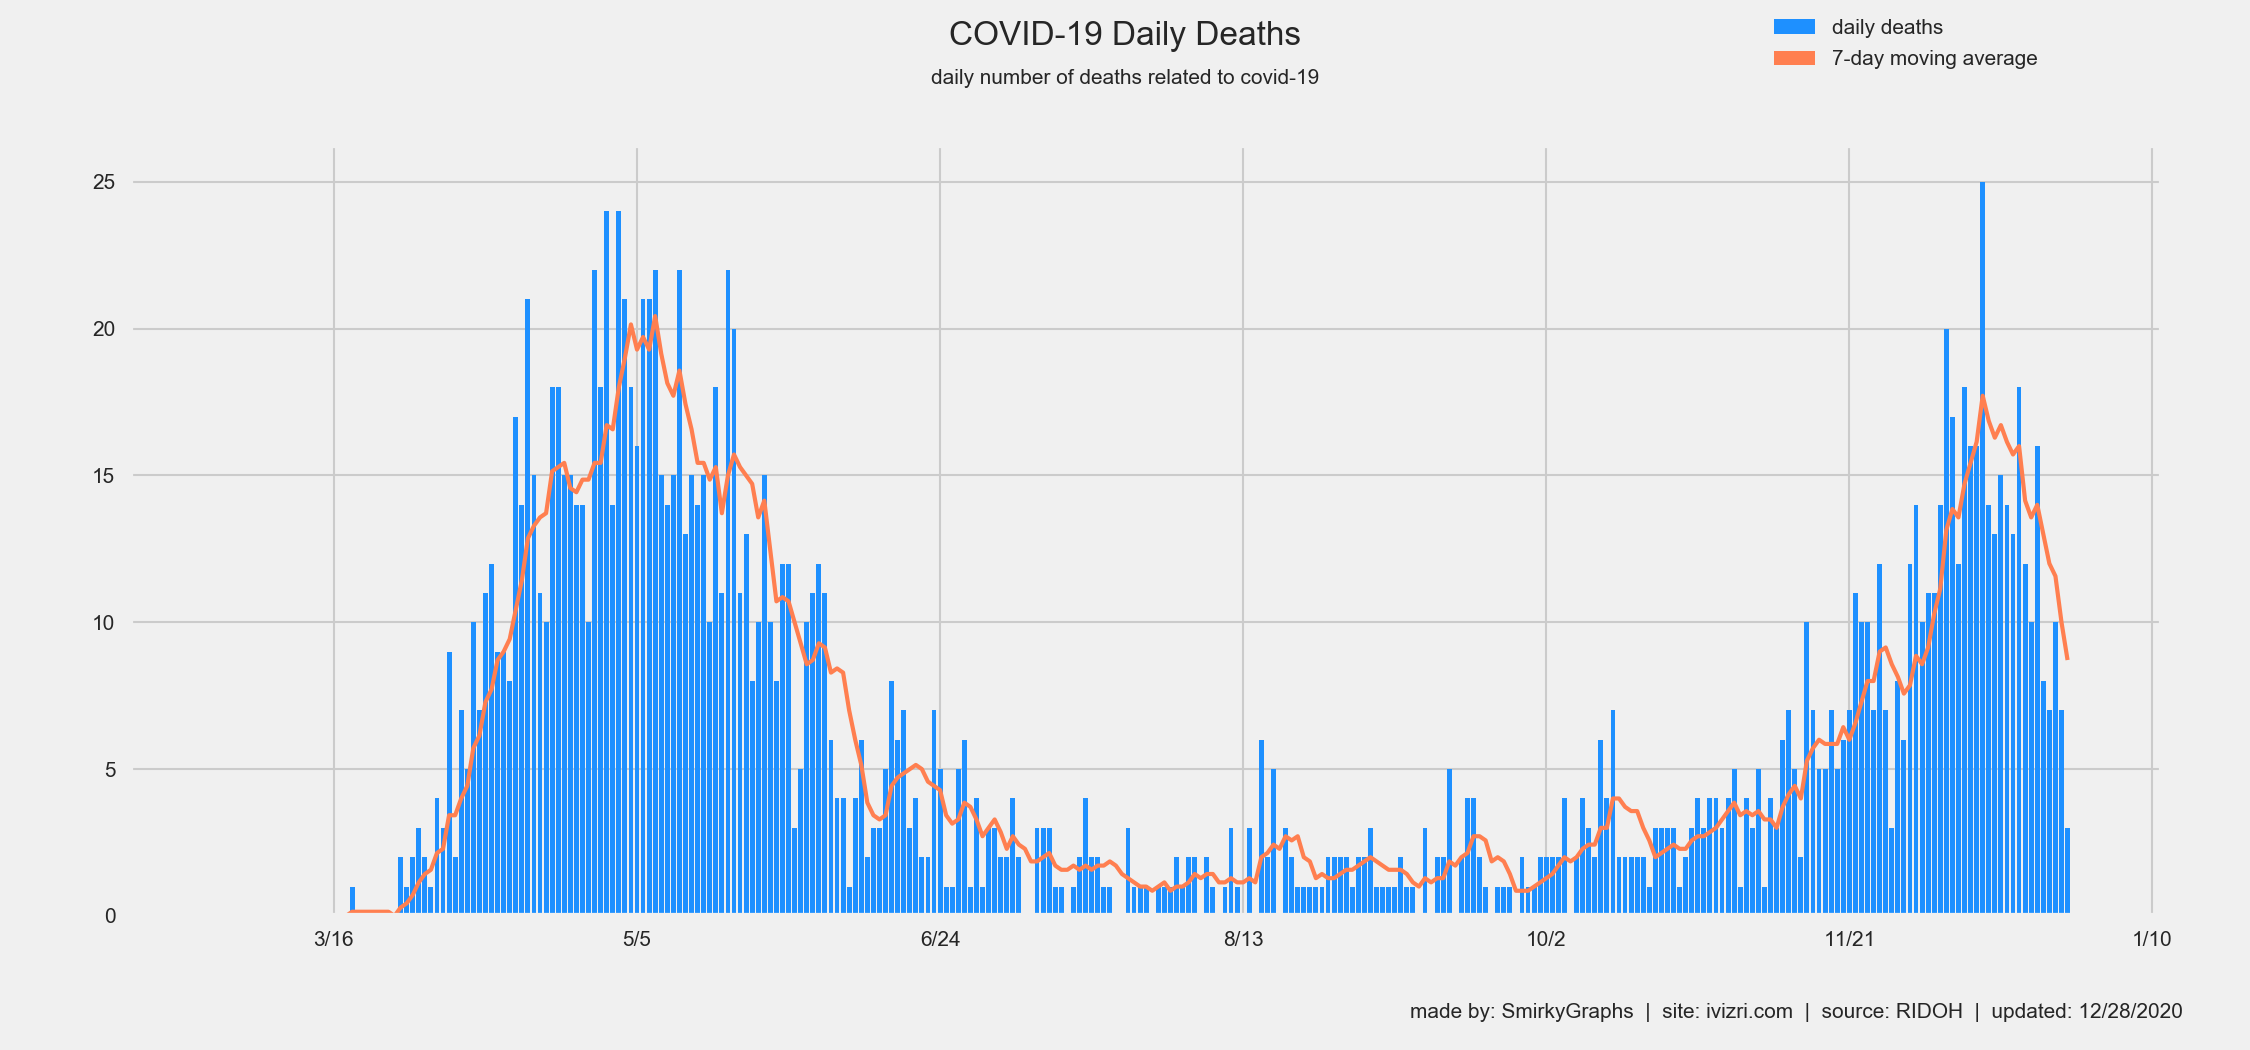 COVID-19 Daily Deaths
daily number of deaths related to covid-19
daily deaths
7-day moving average
25
20
15
10
5
0
3/16 5/5 6/24 8/13 10/2 11/21 1/10
made by: SmirkyGraphs | site: ivizri.com | source: RIDOH | updated: 12/28/2020